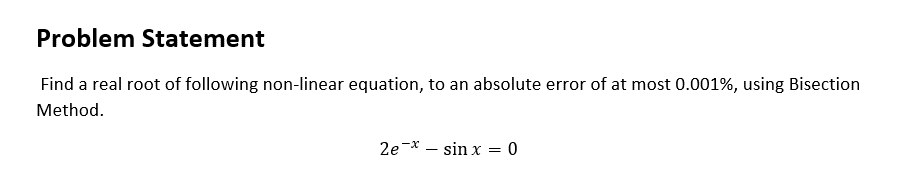 Problem Statement
Find a real root of following non-linear equation, to an absolute error of at most 0.001%, using Bisection
Method.
2e⁻ˣ − sin x = 0